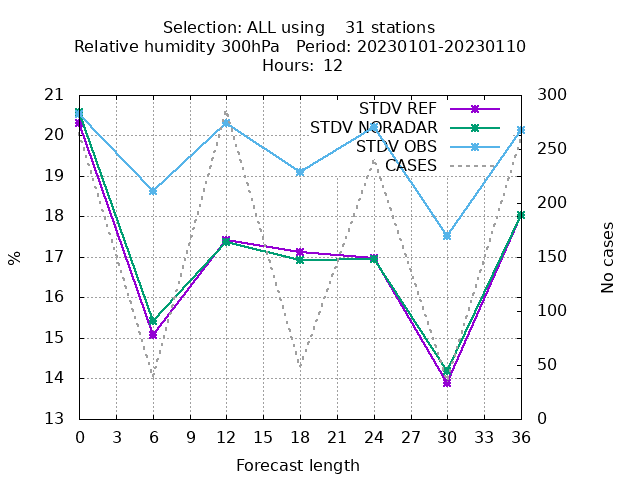 Selection: ALL using    31 stations
Relative humidity 300hPa   Period: 20230101-20230110
Hours: 12
STDV REF
STDV NORADAR
STDV OBS
CASES
21
20
19
18
17
16
15
14
13
%
300
250
200
150
100
50
0
No cases
0 3 6 9 12 15 18 21 24 27 30 33 36
Forecast length